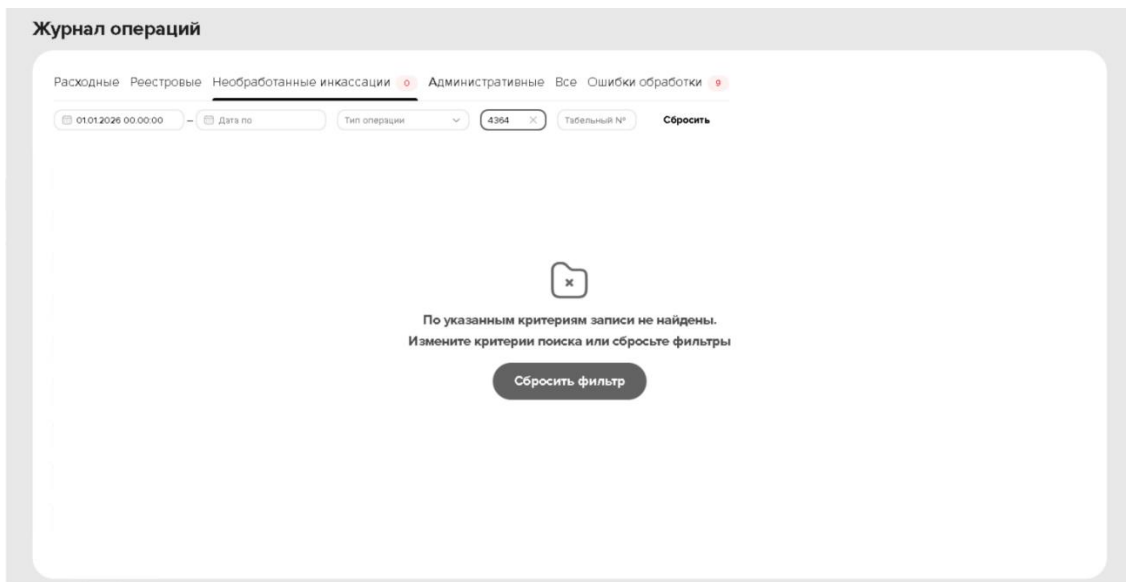 Журнал операций
Расходные Реестровые Необработанные инкассации 0 Административные Все Ошибки обработки 9
01.01.2026 00:00:00 – Дата по Тип операции 4364 Табельный № Сбросить
По указанным критериям записи не найдены.
Измените критерии поиска или сбросьте фильтры
Сбросить фильтр